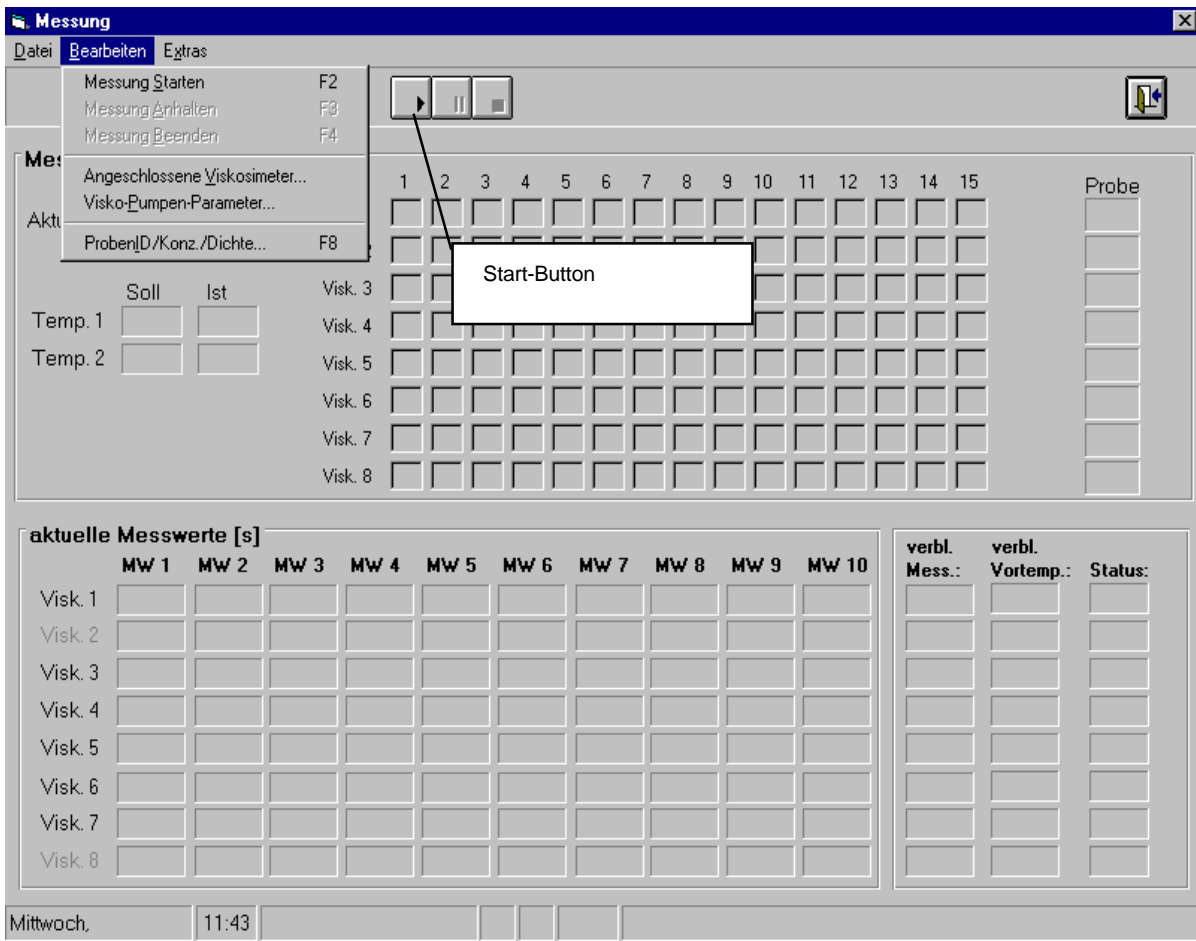 Messung
Datei Bearbeiten Extras
Messung Starten F2
Messung Anhalten F3
Messung Beenden F4
Angeschlossene Viskosimeter...
Visko-Pumpen-Parameter...
ProbenID/Konz./Dichte... F8
Mes
Aktu
1 2 3 4 5 6 7 8 9 10 11 12 13 14 15 Probe
Start-Button
Soll Ist
Temp. 1
Temp. 2
Visk. 3
Visk. 4
Visk. 5
Visk. 6
Visk. 7
Visk. 8
aktuelle Messwerte [s]
MW 1 MW 2 MW 3 MW 4 MW 5 MW 6 MW 7 MW 8 MW 9 MW 10
Visk. 1
Visk. 2
Visk. 3
Visk. 4
Visk. 5
Visk. 6
Visk. 7
Visk. 8
verbl. Mess.:
verbl. Vortemp.:
Status:
Mittwoch, 11:43